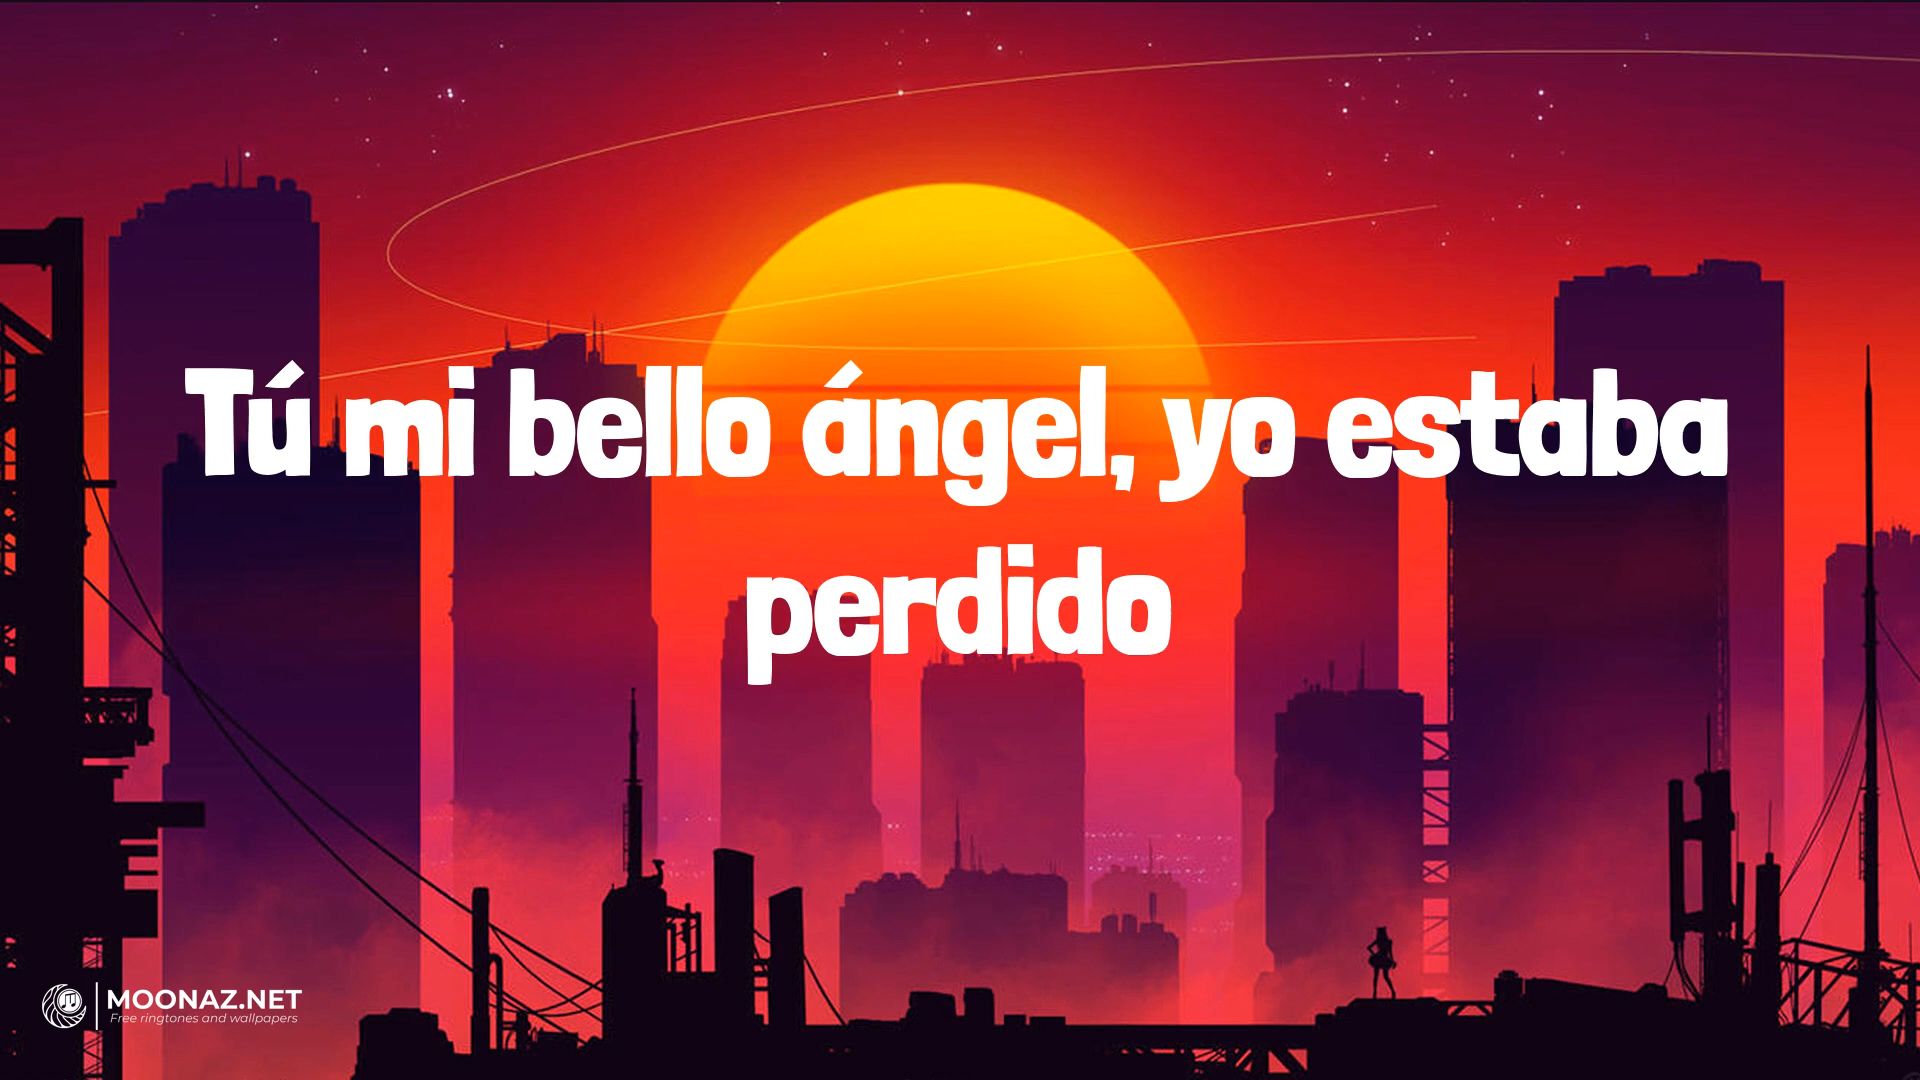 Tú mi bello ángel, yo estaba
perdido
MOONAZ.NET
Free ringtones and wallpapers